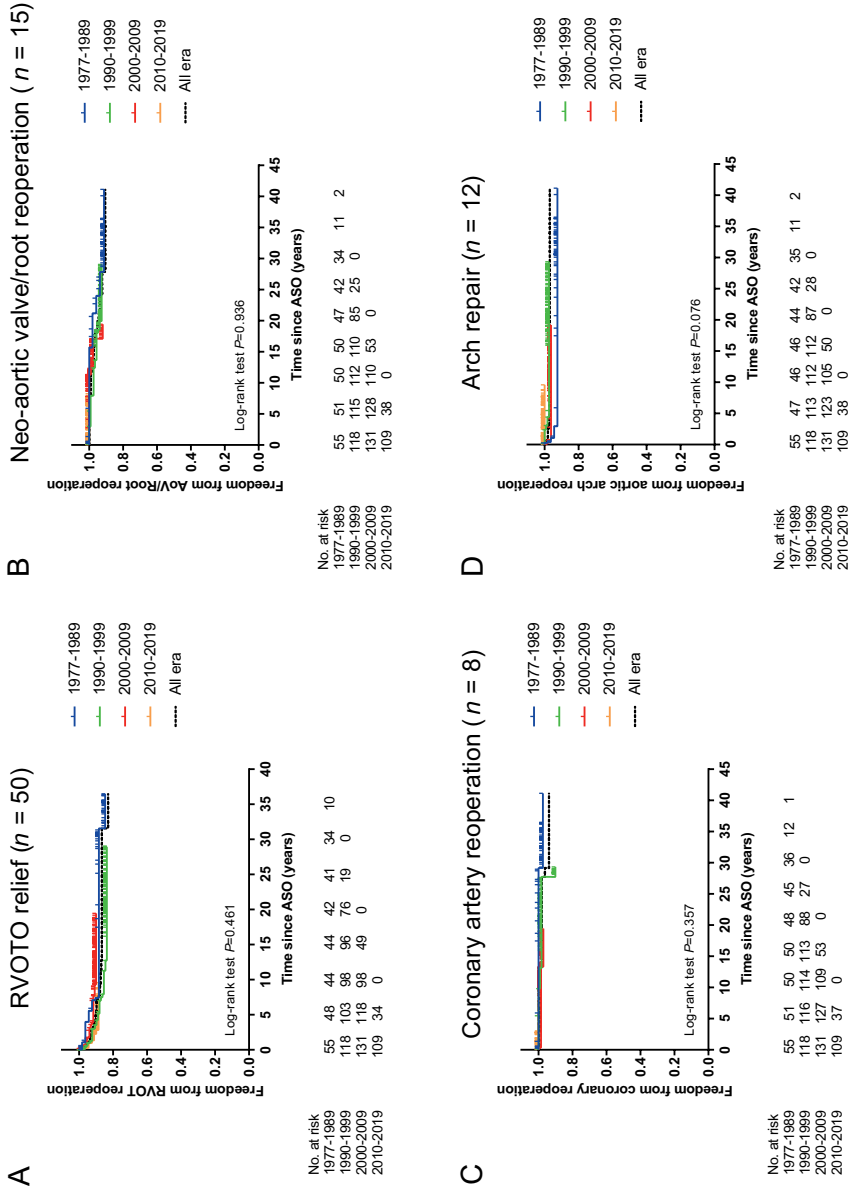 A
RVOTO relief (n = 50)
Freedom from RVOT reoperation
1.0
0.8
0.6
0.4
0.2
0
Log-rank test P=0.461
0 5 10 15 20 25 30 35 40
Time since ASO (years)
1977-1989
1990-1999
2000-2009
2010-2019
All era
No. at risk
1977-1989 55 48 44 44 42 41 34 10
1990-1999 118 103 98 96 76 19 0
2000-2009 131 118 98 49 0
2010-2019 109 34 0
B
Neo-aortic valve/root reoperation ( n = 15)
Freedom from AoV/Root reoperation
1.0
0.8
0.6
0.4
0.2
0.0
Log-rank test P=0.936
0 5 10 15 20 25 30 35 40 45
Time since ASO (years)
1977-1989
1990-1999
2000-2009
2010-2019
All era
No. at risk
1977-1989 55 51 50 50 47 42 34 11 2
1990-1999 118 115 112 110 85 25 0
2000-2009 131 128 110 53 0
2010-2019 109 38 0
C
Coronary artery reoperation ( n = 8)
Freedom from coronary reoperation
1.0
0.8
0.6
0.4
0.2
0
Log-rank test P=0.357
0 5 10 15 20 25 30 35 40 45
Time since ASO (years)
1977-1989
1990-1999
2000-2009
2010-2019
All era
No. at risk
1977-1989 55 51 50 50 48 45 36 12 1
1990-1999 118 116 114 113 88 27 0
2000-2009 131 127 109 53 0
2010-2019 109 37 0
D
Arch repair (n = 12)
Freedom from aortic arch reoperation
1.0
0.8
0.6
0.4
0.2
0.0
Log-rank test P=0.076
0 5 10 15 20 25 30 35 40 45
Time since ASO (years)
1977-1989
1990-1999
2000-2009
2010-2019
All era
No. at risk
1977-1989 55 47 46 46 44 42 35 11 2
1990-1999 118 113 112 112 87 28 0
2000-2009 131 123 105 50 0
2010-2019 109 38 0